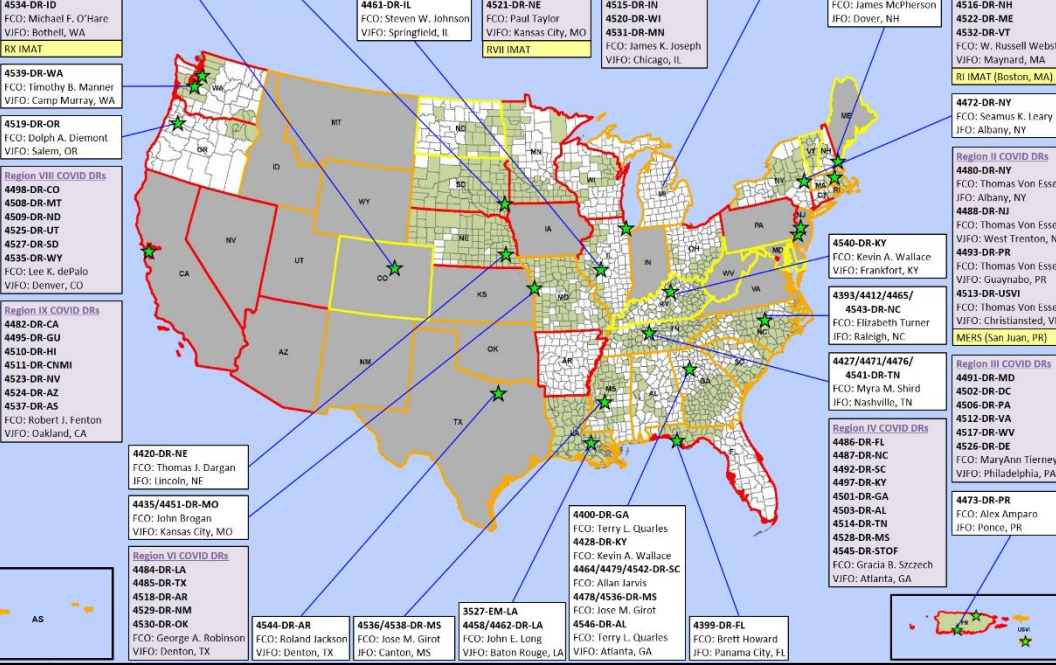 4534-DR-ID
FCO: Michael F. O'Hare
VJFO: Bothell, WA
RX IMAT
4461-DR-IL
FCO: Steven W. Johnson
VJFO: Springfield, IL
4521-DR-NE
FCO: Paul Taylor
VJFO: Kansas City, MO
RVII IMAT
4515-DR-IN
4520-DR-WI
4531-DR-MN
FCO: James K. Joseph
VJFO: Chicago, IL
FCO: James McPherson
JFO: Dover, NH
4516-DR-NH
4522-DR-ME
4532-DR-VT
FCO: W. Russell Webst
VJFO: Maynard, MA
RI IMAT (Boston, MA)
4539-DR-WA
FCO: Timothy B. Manner
VJFO: Camp Murray, WA
4519-DR-OR
FCO: Dolph A. Diemont
VJFO: Salem, OR
Region VIII COVID DRs
4498-DR-CO
4508-DR-MT
4509-DR-ND
4525-DR-UT
4527-DR-SD
4535-DR-WY
FCO: Lee K. dePalo
VJFO: Denver, CO
Region IX COVID DRs
4482-DR-CA
4495-DR-GU
4510-DR-HI
4511-DR-CNMI
4523-DR-NV
4524-DR-AZ
4537-DR-AS
FCO: Robert J. Fenton
VJFO: Oakland, CA
WA
OR
MT
ID
WY
NV
CA
UT
AZ
CO
NM
ND
SD
NE
KS
OK
TX
MN
IA
MO
AR
LA
WI
IL
MI
IN
OH
KY
TN
MS
AL
GA
FL
SC
NC
VA
WV
MD
PA
NJ
NY
CT
RI
MA
VT
NH
ME
4472-DR-NY
FCO: Seamus K. Leary
JFO: Albany, NY
Region II COVID DRs
4480-DR-NY
FCO: Thomas Von Esse
JFO: Albany, NY
4488-DR-NJ
FCO: Thomas Von Esse
VJFO: West Trenton, N
4493-DR-PR
FCO: Thomas Von Esse
VJFO: Guaynabo, PR
4513-DR-USVI
FCO: Thomas Von Esse
VJFO: Christiansted, VI
MERS (San Juan, PR)
4540-DR-KY
FCO: Kevin A. Wallace
VJFO: Frankfort, KY
4393/4412/4465/
4543-DR-NC
FCO: Elizabeth Turner
JFO: Raleigh, NC
4427/4471/4476/
4541-DR-TN
FCO: Myra M. Shird
JFO: Nashville, TN
Region III COVID DRs
4491-DR-MD
4502-DR-DC
4506-DR-PA
4512-DR-VA
4517-DR-WV
4526-DR-DE
FCO: MaryAnn Tierney
VJFO: Philadelphia, PA
Region IV COVID DRs
4486-DR-FL
4487-DR-NC
4492-DR-SC
4497-DR-KY
4501-DR-GA
4503-DR-AL
4514-DR-TN
4528-DR-MS
4545-DR-STOF
FCO: Gracia B. Szczech
VJFO: Atlanta, GA
4473-DR-PR
FCO: Alex Amparo
JFO: Ponce, PR
4420-DR-NE
FCO: Thomas J. Dargan
JFO: Lincoln, NE
4435/4451-DR-MO
FCO: John Brogan
VJFO: Kansas City, MO
Region VI COVID DRs
4484-DR-LA
4485-DR-TX
4518-DR-AR
4529-DR-NM
4530-DR-OK
FCO: George A. Robinson
VJFO: Denton, TX
4544-DR-AR
FCO: Roland Jackson
VJFO: Denton, TX
4536/4538-DR-MS
FCO: Jose M. Girot
JFO: Canton, MS
3527-EM-LA
4458/4462-DR-LA
FCO: John E. Long
VJFO: Baton Rouge, LA
4400-DR-GA
FCO: Terry L. Quarles
4428-DR-KY
FCO: Kevin A. Wallace
4464/4479/4542-DR-SC
FCO: Allan Jarvis
4478/4536-DR-MS
FCO: Jose M. Girot
4546-DR-AL
FCO: Terry L. Quarles
VJFO: Atlanta, GA
4399-DR-FL
FCO: Brett Howard
JFO: Panama City, FL
AS
PR
USVI